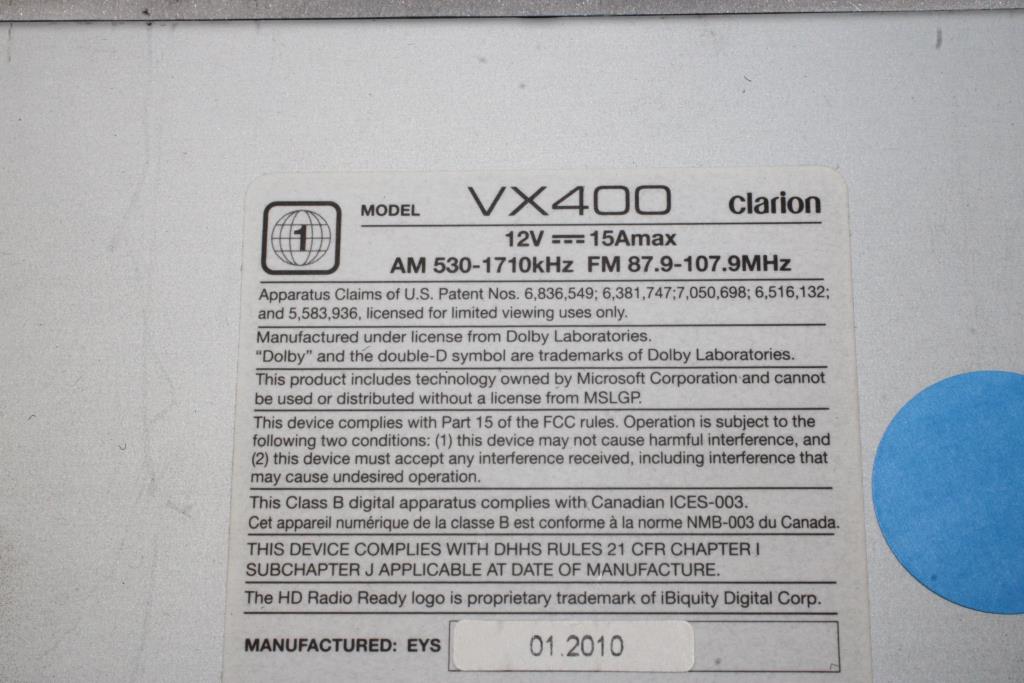 1
MODEL VX400 clarion
12V ⎓ 15Amax
AM 530-1710kHz FM 87.9-107.9MHz
Apparatus Claims of U.S. Patent Nos. 6,836,549; 6,381,747;7,050,698; 6,516,132;
and 5,583,936, licensed for limited viewing uses only.
Manufactured under license from Dolby Laboratories.
“Dolby” and the double-D symbol are trademarks of Dolby Laboratories.
This product includes technology owned by Microsoft Corporation and cannot
be used or distributed without a license from MSLGP.
This device complies with Part 15 of the FCC rules. Operation is subject to the
following two conditions: (1) this device may not cause harmful interference, and
(2) this device must accept any interference received, including interference that
may cause undesired operation.
This Class B digital apparatus complies with Canadian ICES-003.
Cet appareil numérique de la classe B est conforme à la norme NMB-003 du Canada.
THIS DEVICE COMPLIES WITH DHHS RULES 21 CFR CHAPTER I
SUBCHAPTER J APPLICABLE AT DATE OF MANUFACTURE.
The HD Radio Ready logo is proprietary trademark of iBiquity Digital Corp.
MANUFACTURED: EYS 01.2010